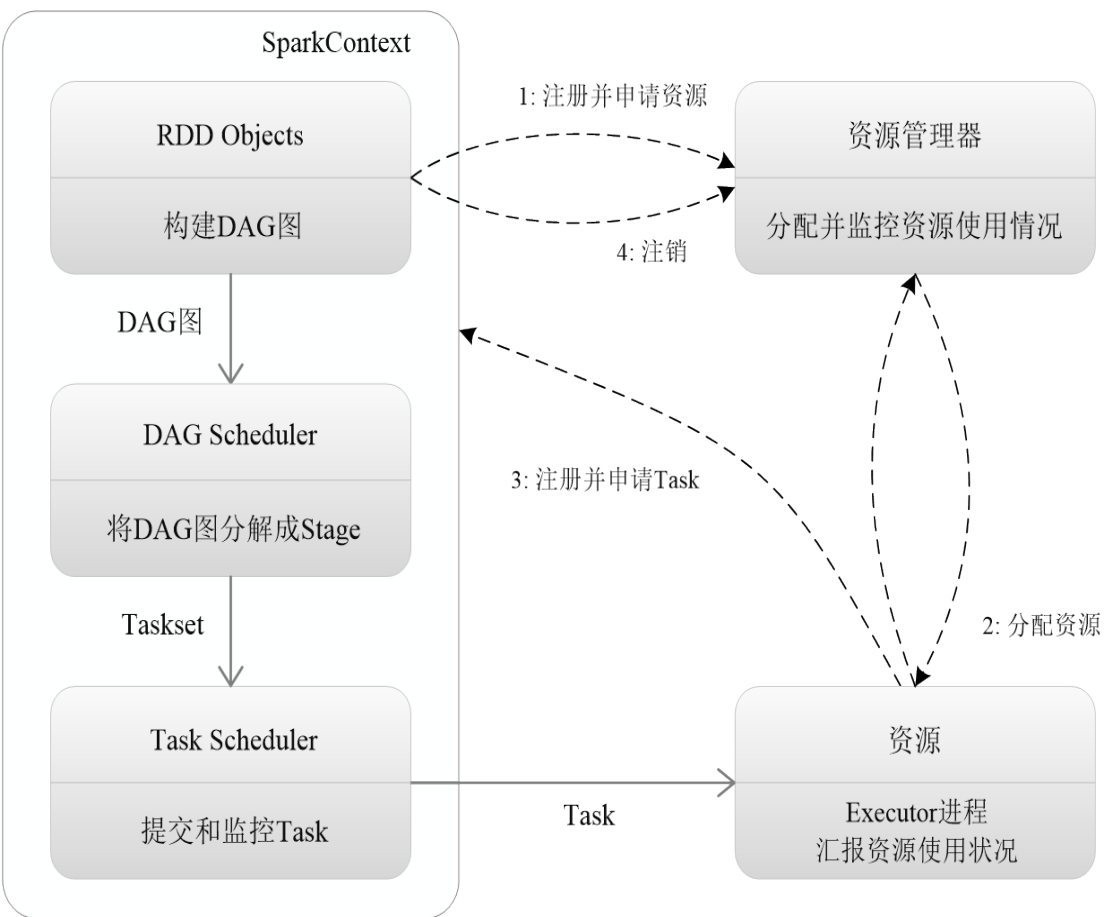 SparkContext
RDD Objects
构建DAG图
1: 注册并申请资源
4: 注销
资源管理器
分配并监控资源使用情况
DAG图
DAG Scheduler
将DAG图分解成Stage
3: 注册并申请Task
2: 分配资源
Taskset
Task Scheduler
提交和监控Task
Task
资源
Executor进程
汇报资源使用状况